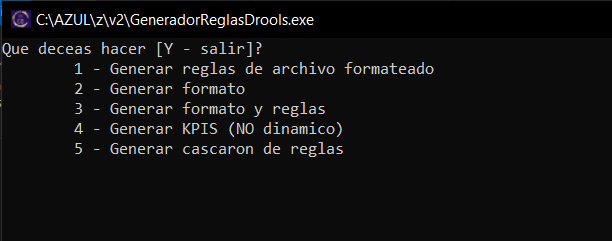 C:\AZUL\z\v2\GeneradorReglasDrools.exe
Que deceas hacer [Y - salir]?
1 - Generar reglas de archivo formateado
2 - Generar formato
3 - Generar formato y reglas
4 - Generar KPIS (NO dinamico)
5 - Generar cascaron de reglas